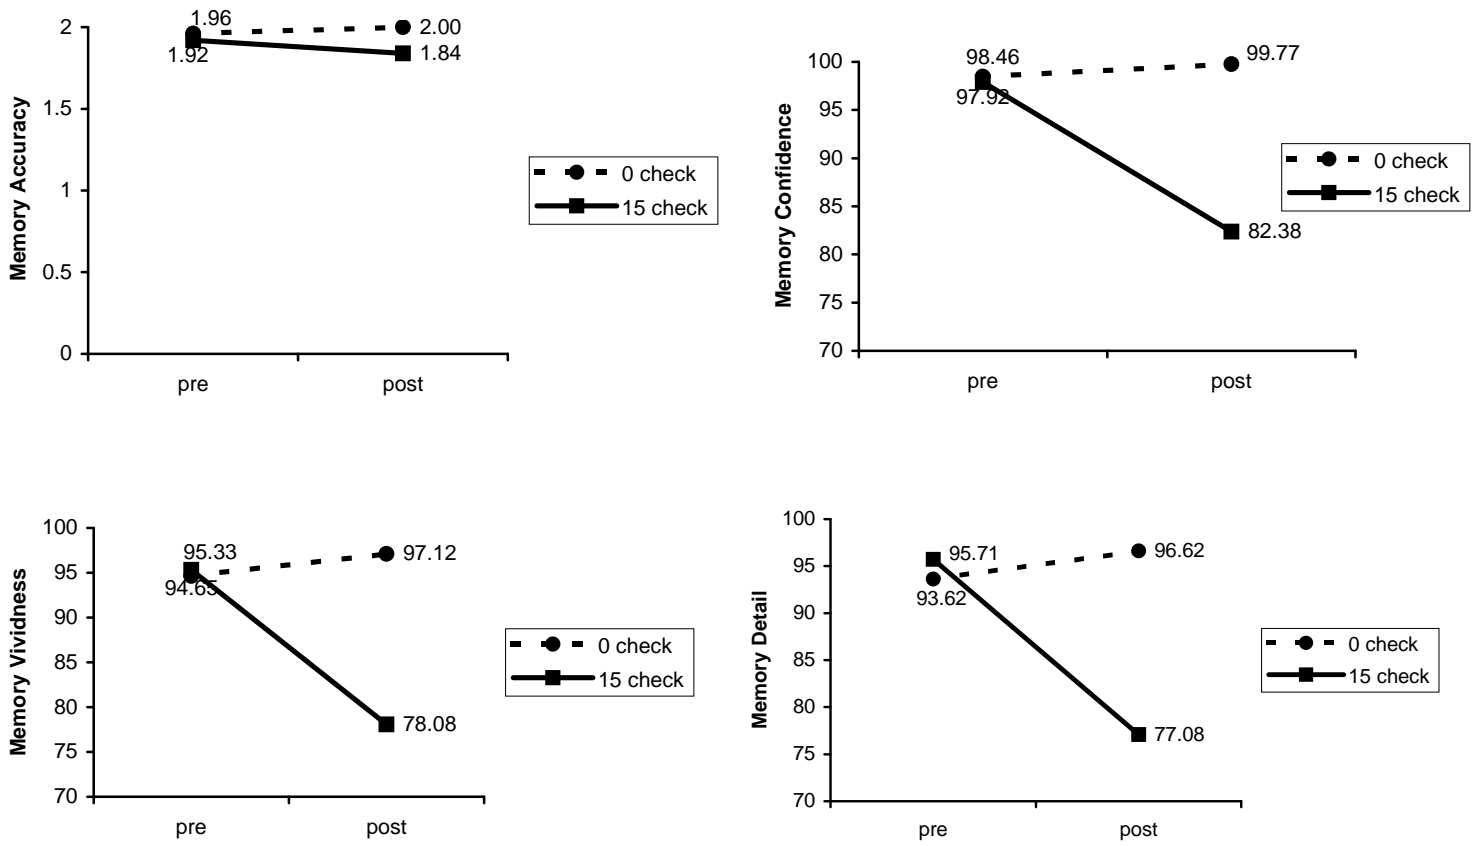 Memory Accuracy
2
1.5
1
0.5
0
1.96
1.92
2.00
1.84
pre
post
0 check
15 check
Memory Confidence
100
95
90
85
80
75
70
98.46
97.92
99.77
82.38
pre
post
0 check
15 check
Memory Vividness
100
95
90
85
80
75
70
95.33
94.65
97.12
78.08
pre
post
0 check
15 check
Memory Detail
100
95
90
85
80
75
70
95.71
93.62
96.62
77.08
pre
post
0 check
15 check